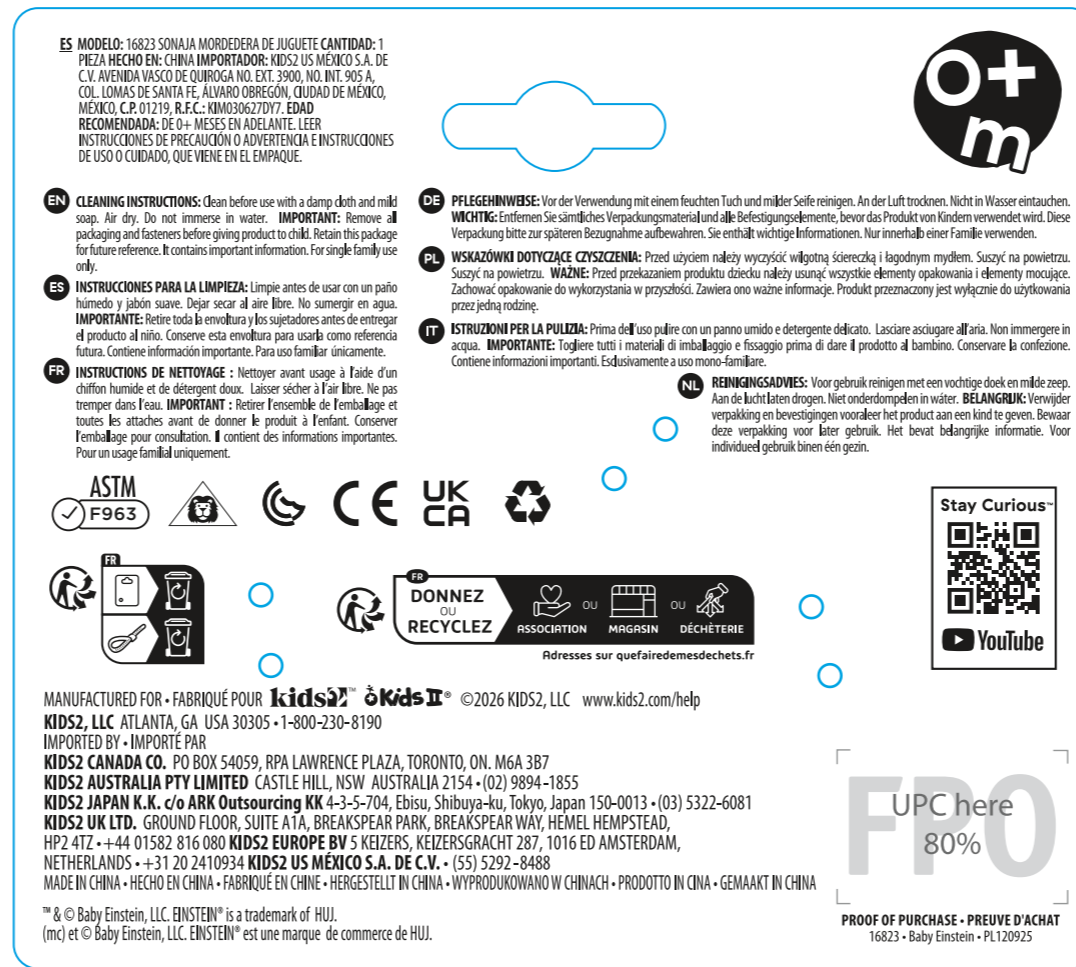 ES MODELO: 16823 SONAJA MORDEDERA DE JUGUETE CANTIDAD: 1
PIEZA HECHO EN: CHINA IMPORTADOR: KIDS2 US MÉXICO S.A. DE
C.V. AVENIDA VASCO DE QUIROGA NO. EXT. 3900, NO. INT. 905 A,
COL. LOMAS DE SANTA FE, ÁLVARO OBREGÓN, CIUDAD DE MÉXICO,
MÉXICO, C.P. 01219, R.F.C.: KIM030627DY7. EDAD
RECOMENDADA: DE 0+ MESES EN ADELANTE. LEER
INSTRUCCIONES DE PRECAUCIÓN O ADVERTENCIA E INSTRUCCIONES
DE USO O CUIDADO, QUE VIENE EN EL EMPAQUE.
0+
m
EN CLEANING INSTRUCTIONS: Clean before use with a damp cloth and mild
soap. Air dry. Do not immerse in water. IMPORTANT: Remove all
packaging and fasteners before giving product to child. Retain this package
for future reference. It contains important information. For single family use
only.
ES INSTRUCCIONES PARA LA LIMPIEZA: Limpie antes de usar con un paño
húmedo y jabón suave. Dejar secar al aire libre. No sumergir en agua.
IMPORTANTE: Retire toda la envoltura y los sujetadores antes de entregar
el producto al niño. Conserve esta envoltura para usarla como referencia
futura. Contiene información importante. Para uso familiar únicamente.
FR INSTRUCTIONS DE NETTOYAGE : Nettoyer avant usage à l'aide d'un
chiffon humide et de détergent doux. Laisser sécher à l'air libre. Ne pas
tremper dans l'eau. IMPORTANT : Retirer l'ensemble de l'emballage et
toutes les attaches avant de donner le produit à l'enfant. Conserver
l'emballage pour consultation. Il contient des informations importantes.
Pour un usage familial uniquement.
DE PFLEGEHINWEISE: Vor der Verwendung mit einem feuchten Tuch und milder Seife reinigen. An der Luft trocknen. Nicht in Wasser eintauchen.
WICHTIG: Entfernen Sie sämtliches Verpackungsmaterial und alle Befestigungselemente, bevor das Produkt von Kindern verwendet wird. Diese
Verpackung bitte zur späteren Bezugnahme aufbewahren. Sie enthält wichtige Informationen. Nur innerhalb einer Familie verwenden.
PL WSKAZÓWKI DOTYCZĄCE CZYSZCZENIA: Przed użyciem należy wyczyścić wilgotną ściereczką i łagodnym mydłem. Suszyć na powietrzu.
Suszyć na powietrzu. WAŻNE: Przed przekazaniem produktu dziecku należy usunąć wszystkie elementy opakowania i elementy mocujące.
Zachować opakowanie do wykorzystania w przyszłości. Zawiera ono ważne informacje. Produkt przeznaczony jest wyłącznie do użytkowania
przez jedną rodzinę.
IT ISTRUZIONI PER LA PULIZIA: Prima dell'uso pulire con un panno umido e detergente delicato. Lasciare asciugare all'aria. Non immergere in
acqua. IMPORTANTE: Togliere tutti i materiali di imballaggio e fissaggio prima di dare il prodotto al bambino. Conservare la confezione.
Contiene informazioni importanti. Esclusivamente a uso mono-familiare.
NL REINIGINGSADVIES: Voor gebruik reinigen met een vochtige doek en milde zeep.
Aan de lucht laten drogen. Niet onderdompelen in wáter. BELANGRIJK: Verwijder
verpakking en bevestigingen vooraleer het product aan een kind te geven. Bewaar
deze verpakking voor later gebruik. Het bevat belangrijke informatie. Voor
individueel gebruik binen één gezin.
ASTM
F963
CE
UK
CA
Stay Curious™
YouTube
FR
FR
DONNEZ
OU
RECYCLEZ
ASSOCIATION OU MAGASIN OU DÉCHÈTERIE
Adresses sur quefairedemesdechets.fr
MANUFACTURED FOR • FABRIQUÉ POUR kids2™ Kids II® ©2026 KIDS2, LLC www.kids2.com/help
KIDS2, LLC ATLANTA, GA USA 30305 • 1-800-230-8190
IMPORTED BY • IMPORTÉ PAR
KIDS2 CANADA CO. PO BOX 54059, RPA LAWRENCE PLAZA, TORONTO, ON. M6A 3B7
KIDS2 AUSTRALIA PTY LIMITED CASTLE HILL, NSW AUSTRALIA 2154 • (02) 9894-1855
KIDS2 JAPAN K.K. c/o ARK Outsourcing KK 4-3-5-704, Ebisu, Shibuya-ku, Tokyo, Japan 150-0013 • (03) 5322-6081
KIDS2 UK LTD. GROUND FLOOR, SUITE A1A, BREAKSPEAR PARK, BREAKSPEAR WAY, HEMEL HEMPSTEAD,
HP2 4TZ • +44 01582 816 080 KIDS2 EUROPE BV 5 KEIZERS, KEIZERSGRACHT 287, 1016 ED AMSTERDAM,
NETHERLANDS • +31 20 2410934 KIDS2 US MÉXICO S.A. DE C.V. • (55) 5292-8488
MADE IN CHINA • HECHO EN CHINA • FABRIQUÉ EN CHINE • HERGESTELLT IN CHINA • WYPRODUKOWANO W CHINACH • PRODOTTO IN CINA • GEMAAKT IN CHINA
™ & © Baby Einstein, LLC. EINSTEIN® is a trademark of HUJ.
(mc) et © Baby Einstein, LLC. EINSTEIN® est une marque de commerce de HUJ.
FPO
UPC here
80%
PROOF OF PURCHASE • PREUVE D'ACHAT
16823 • Baby Einstein • PL120925